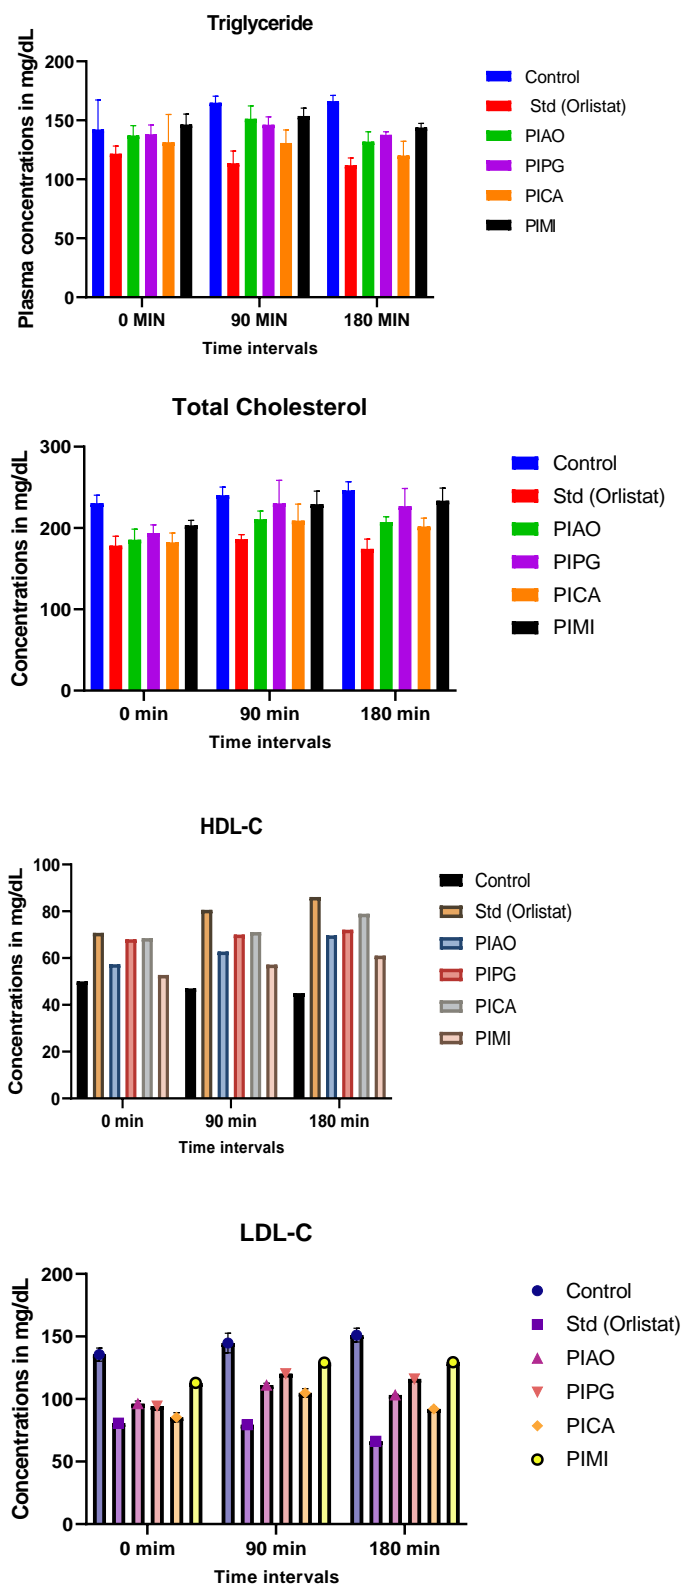 Triglyceride
Plasma concentrations in mg/dL
200
150
100
50
0
0 MIN 90 MIN 180 MIN
Time intervals
Control
Std (Orlistat)
PIAO
PIPG
PICA
PIMI
Total Cholesterol
Concentrations in mg/dL
300
200
100
0
0 min 90 min 180 min
Time intervals
Control
Std (Orlistat)
PIAO
PIPG
PICA
PIMI
HDL-C
Concentrations in mg/dL
100
80
60
40
20
0
0 min 90 min 180 min
Time intervals
Control
Std (Orlistat)
PIAO
PIPG
PICA
PIMI
LDL-C
Concentrations in mg/dL
200
150
100
50
0
0 mim 90 min 180 min
Time intervals
Control
Std (Orlistat)
PIAO
PIPG
PICA
PIMI